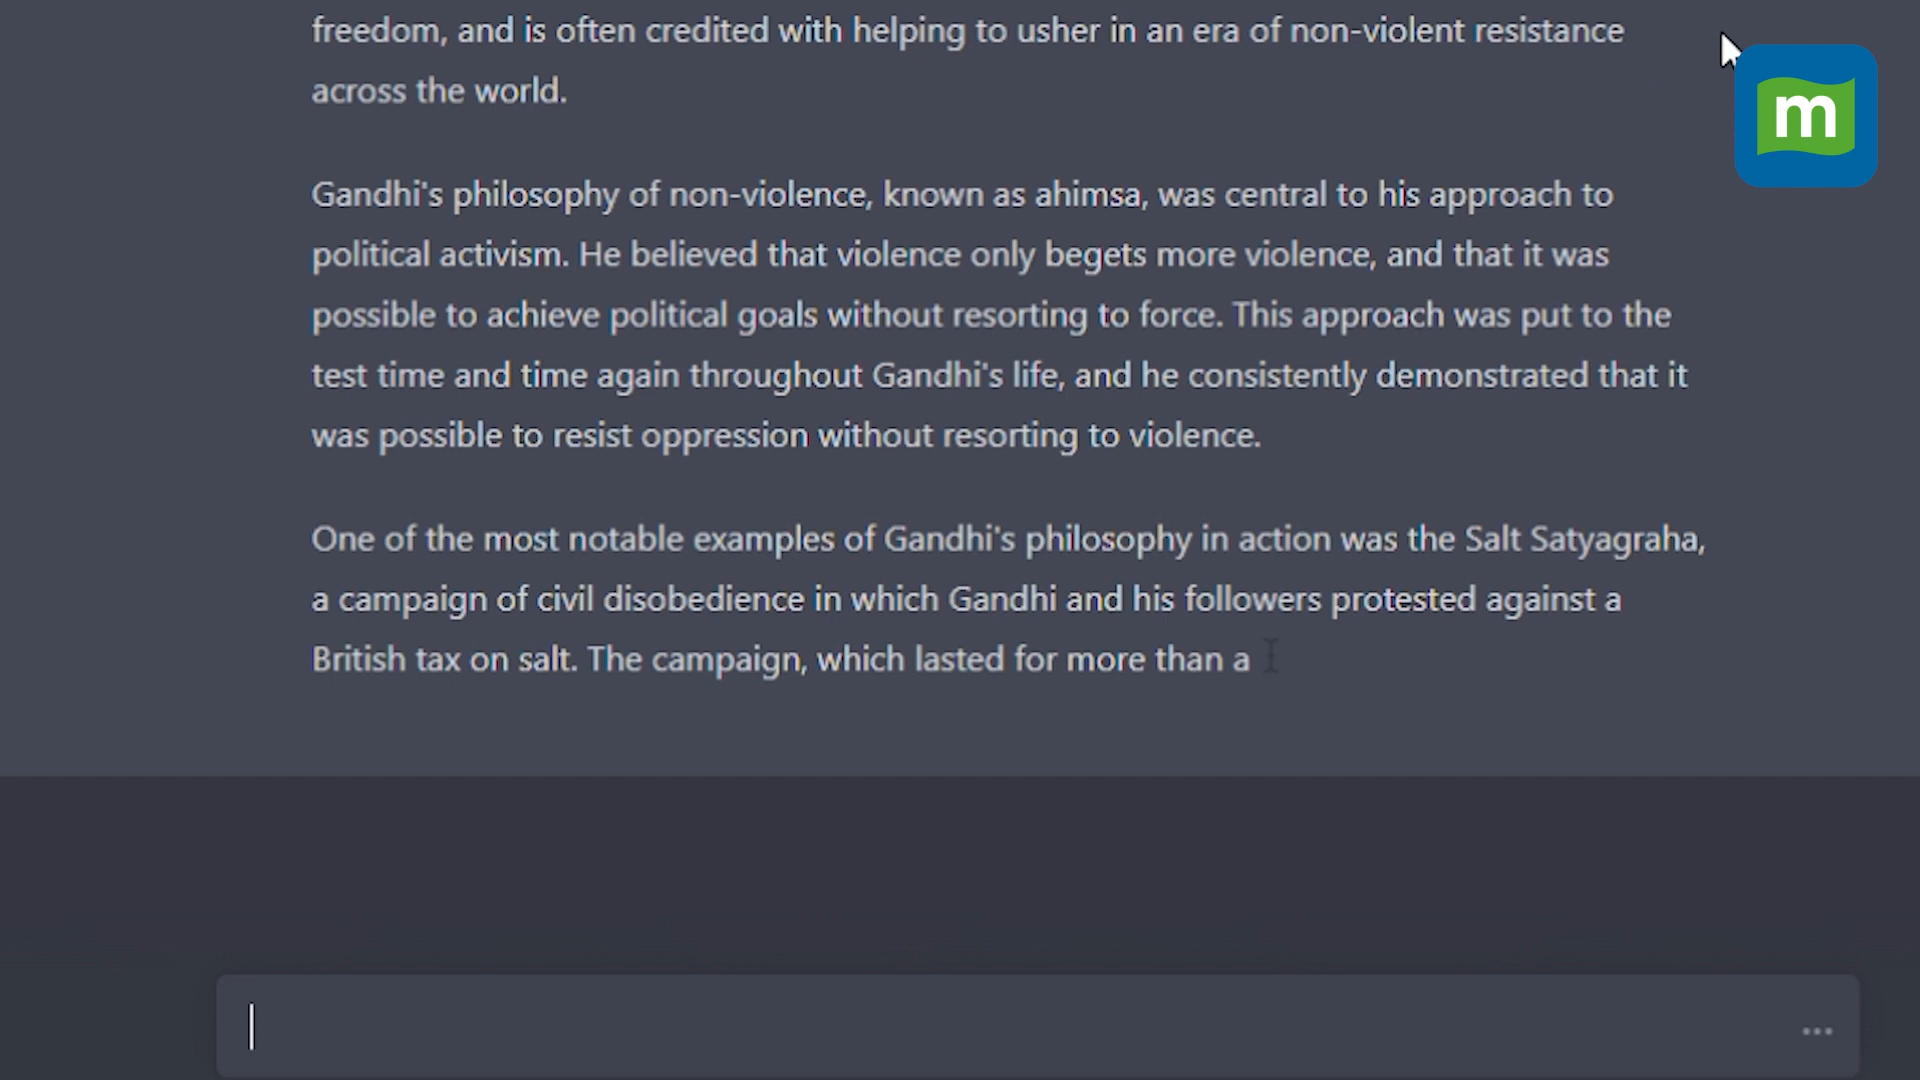 freedom, and is often credited with helping to usher in an era of non-violent resistance
across the world.
m
Gandhi's philosophy of non-violence, known as ahimsa, was central to his approach to
political activism. He believed that violence only begets more violence, and that it was
possible to achieve political goals without resorting to force. This approach was put to the
test time and time again throughout Gandhi's life, and he consistently demonstrated that it
was possible to resist oppression without resorting to violence.
One of the most notable examples of Gandhi's philosophy in action was the Salt Satyagraha,
a campaign of civil disobedience in which Gandhi and his followers protested against a
British tax on salt. The campaign, which lasted for more than a